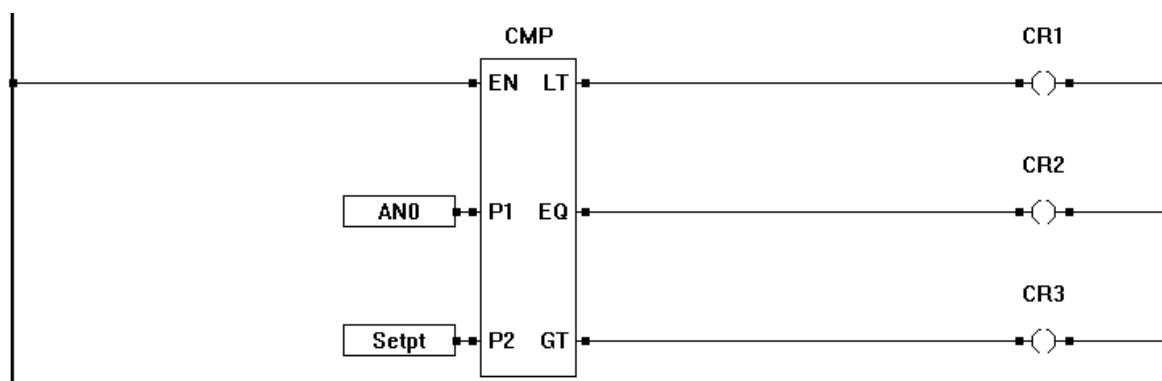 CMP CR1
EN LT
CR2
AN0 P1 EQ
CR3
Setpt P2 GT